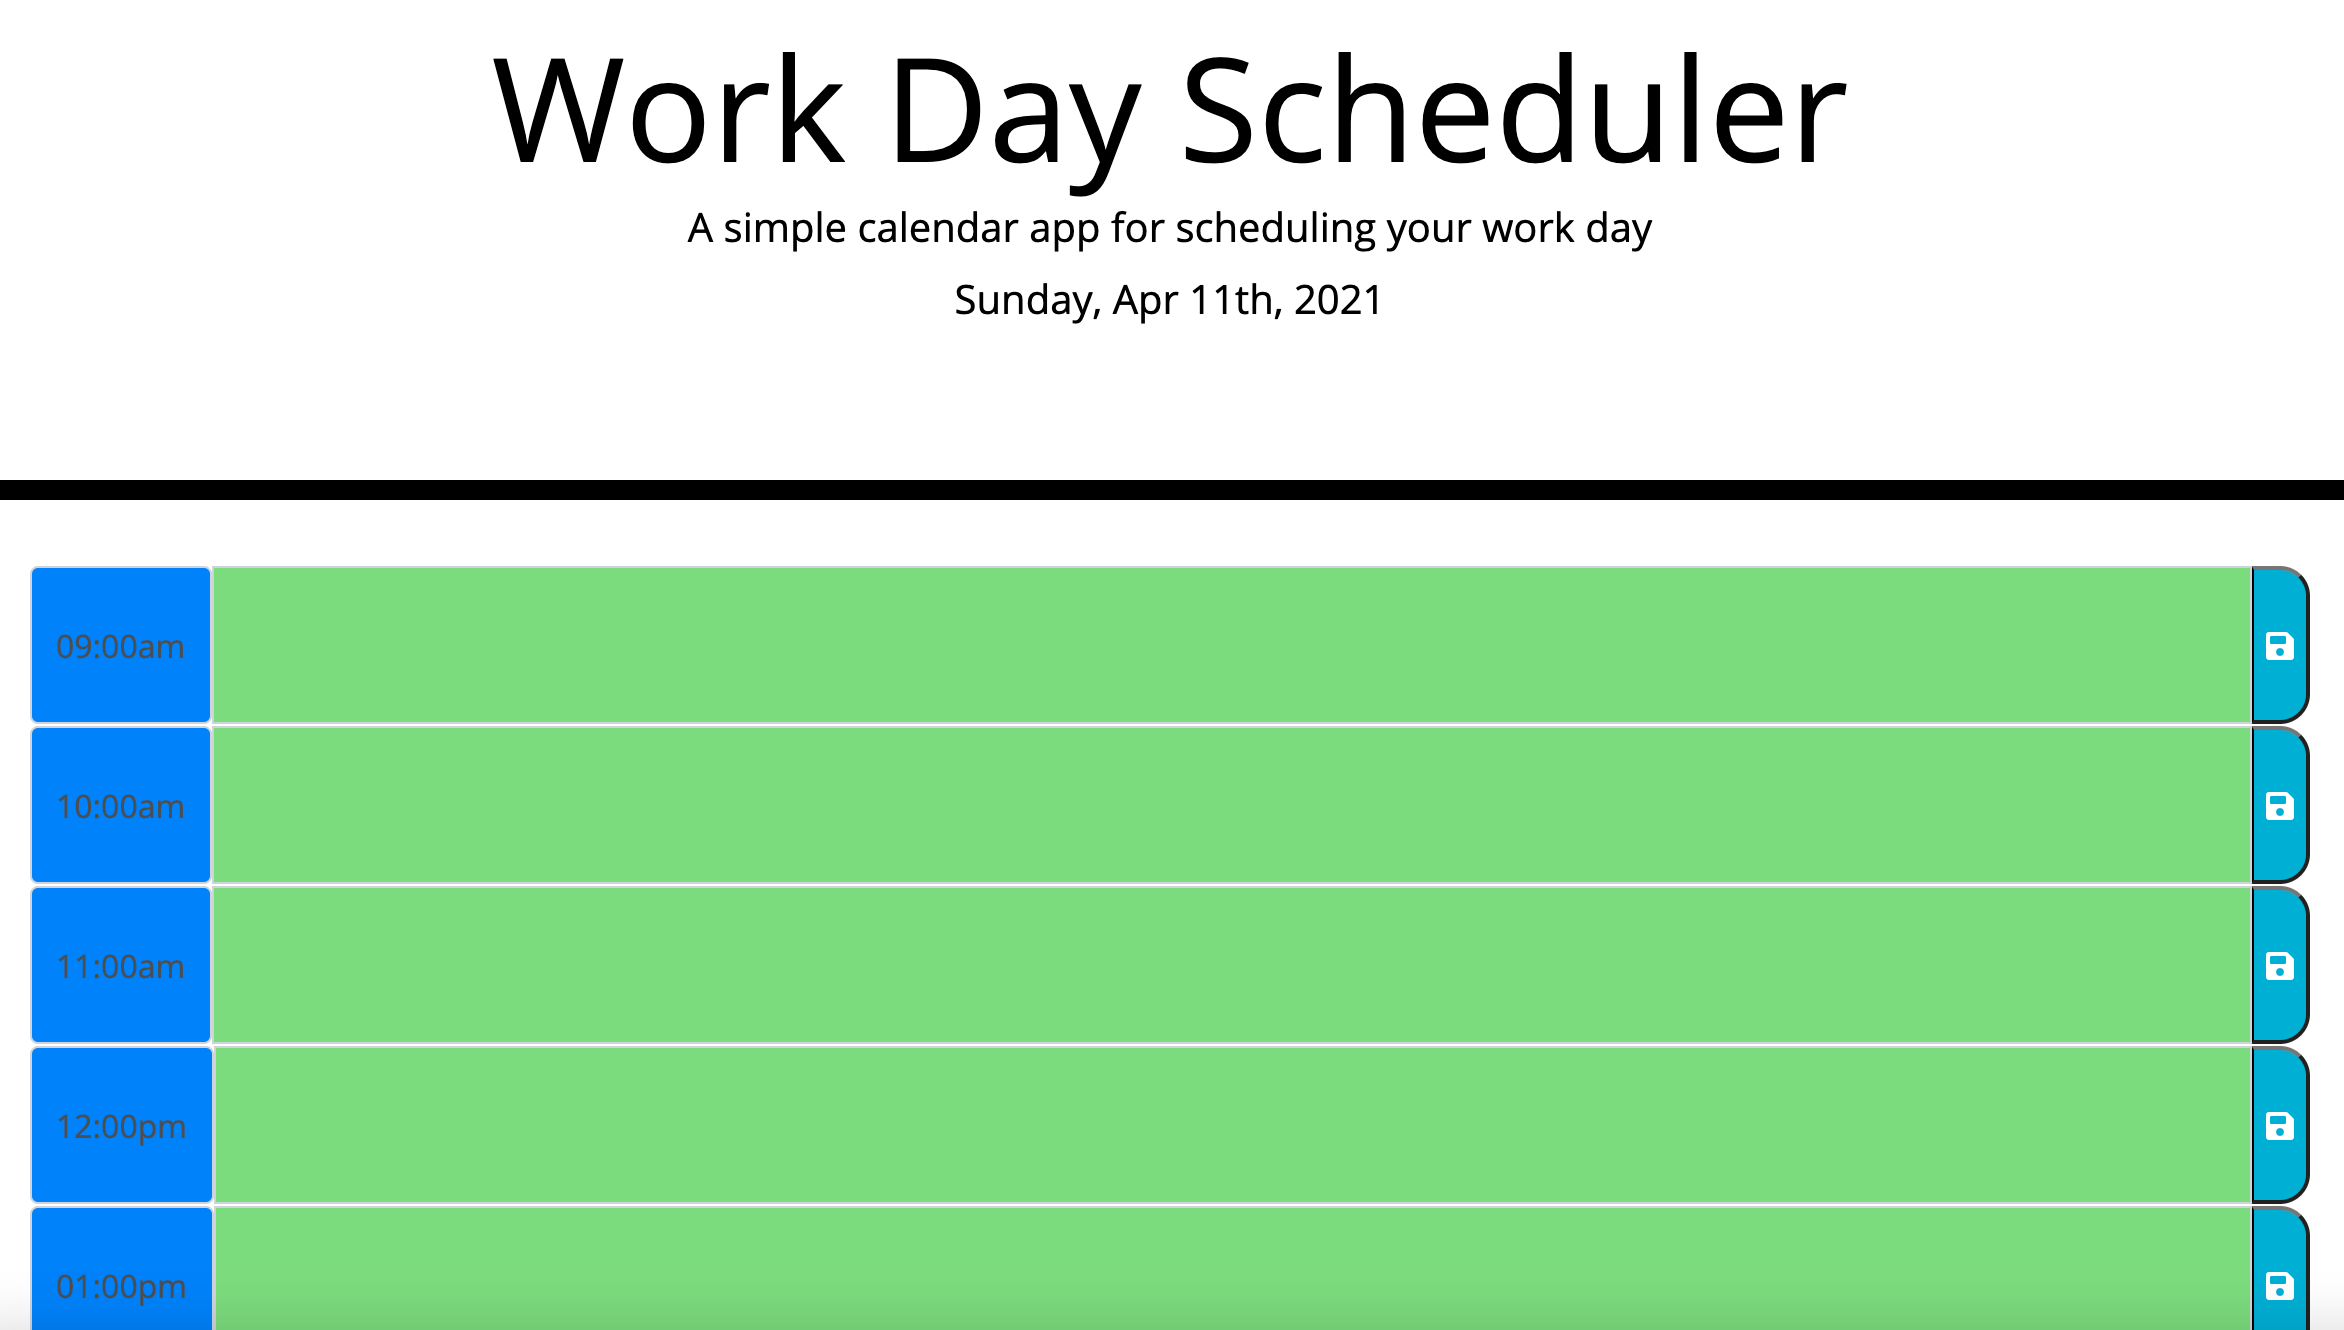 Work Day Scheduler
A simple calendar app for scheduling your work day
Sunday, Apr 11th, 2021
09:00am
10:00am
11:00am
12:00pm
01:00pm